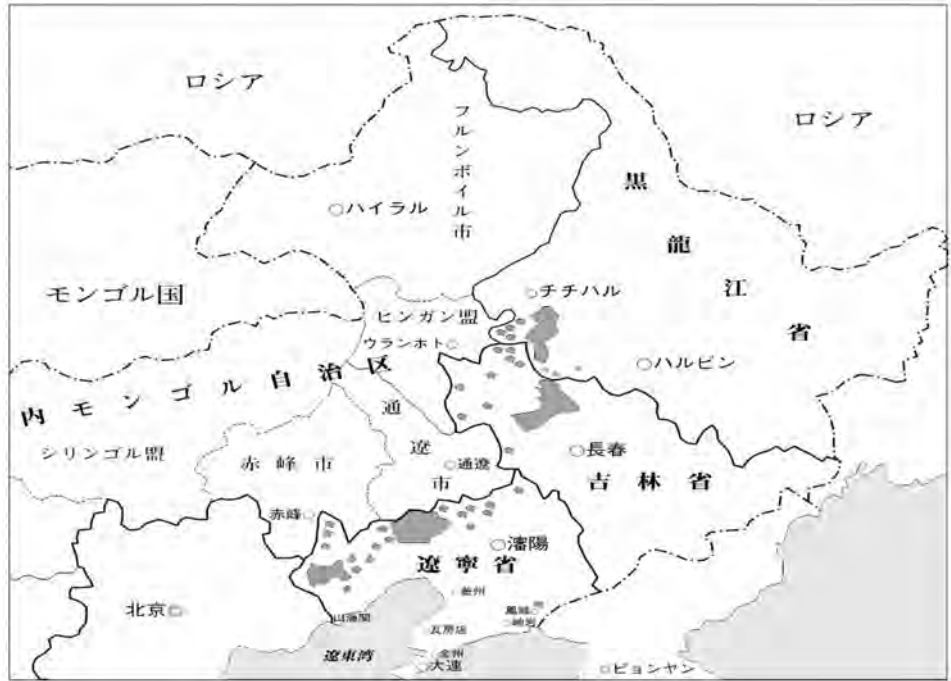 ロシア
ロシア
フルンボイル市
黒龍江省
ハイラル
モンゴル国
チチハル
ヒンガン盟
ウランホト
ハルビン
内モンゴル自治区
通遼市
シリンゴル盟
赤峰市
通遼
長春
吉林省
赤峰
瀋陽
遼寧省
北京
山海関
鳳城
岫岩
瓦房店
遼東湾
金州
大連
ピョンヤン